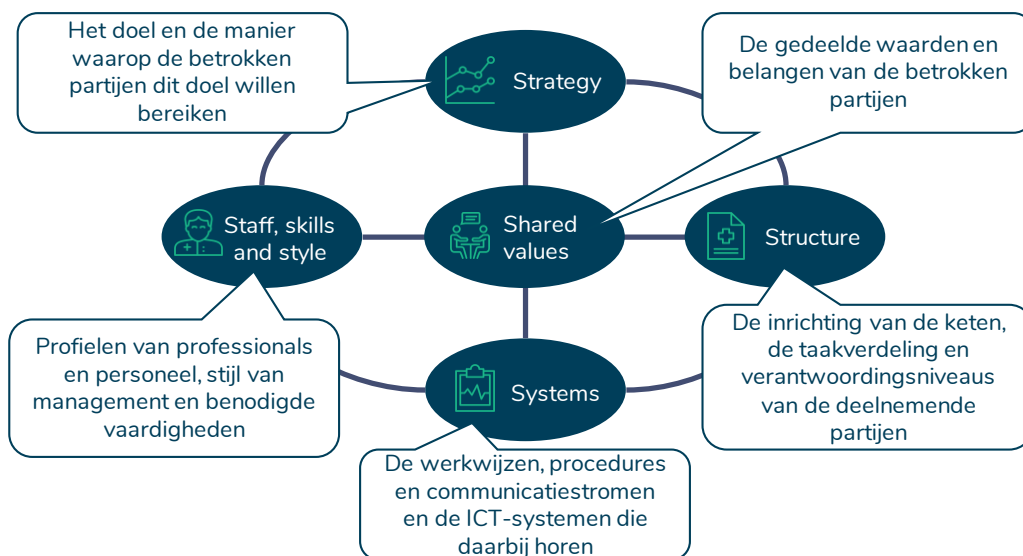 Het doel en de manier
waarop de betrokken
partijen dit doel willen
bereiken
Strategy
De gedeelde waarden en
belangen van de betrokken
partijen
Staff, skills
and style
Shared
values
Structure
Profielen van professionals
en personeel, stijl van
management en benodigde
vaardigheden
Systems
De inrichting van de keten,
de taakverdeling en
verantwoordingsniveaus
van de deelnemende
partijen
De werkwijzen, procedures
en communicatiestromen
en de ICT-systemen die
daarbij horen